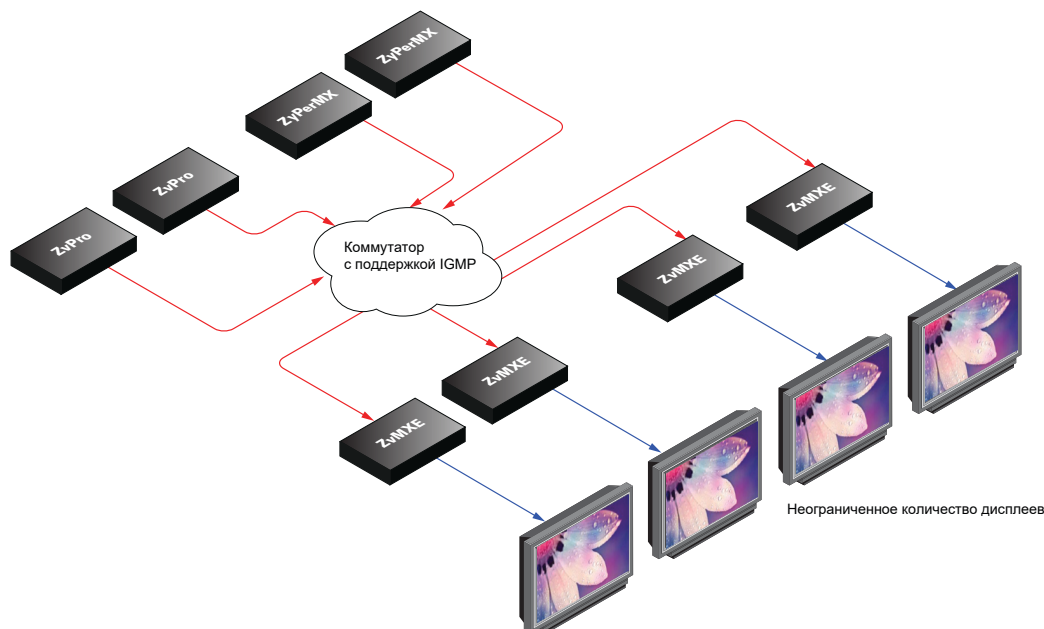 ZyPerMX
ZyPerMX
ZvPro
ZvPro
Коммутатор
с поддержкой IGMP
ZvMXE
ZvMXE
ZvMXE
ZvMXE
Неограниченное количество дисплеев